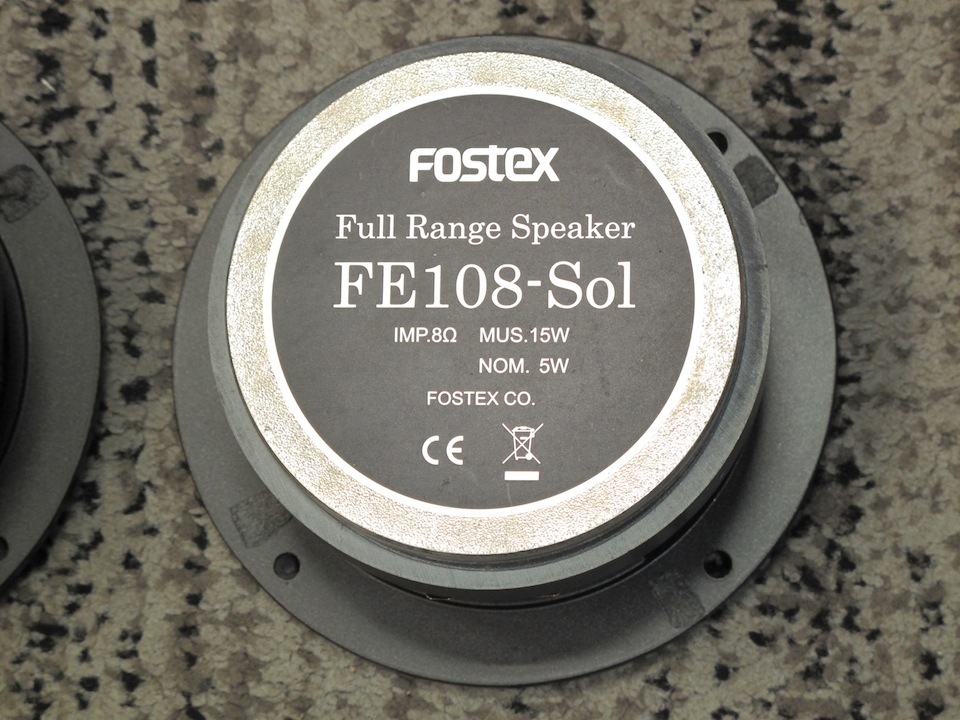 FOSTEX
Full Range Speaker
FE108-Sol
IMP.8Ω MUS.15W
NOM. 5W
FOSTEX CO.
CE